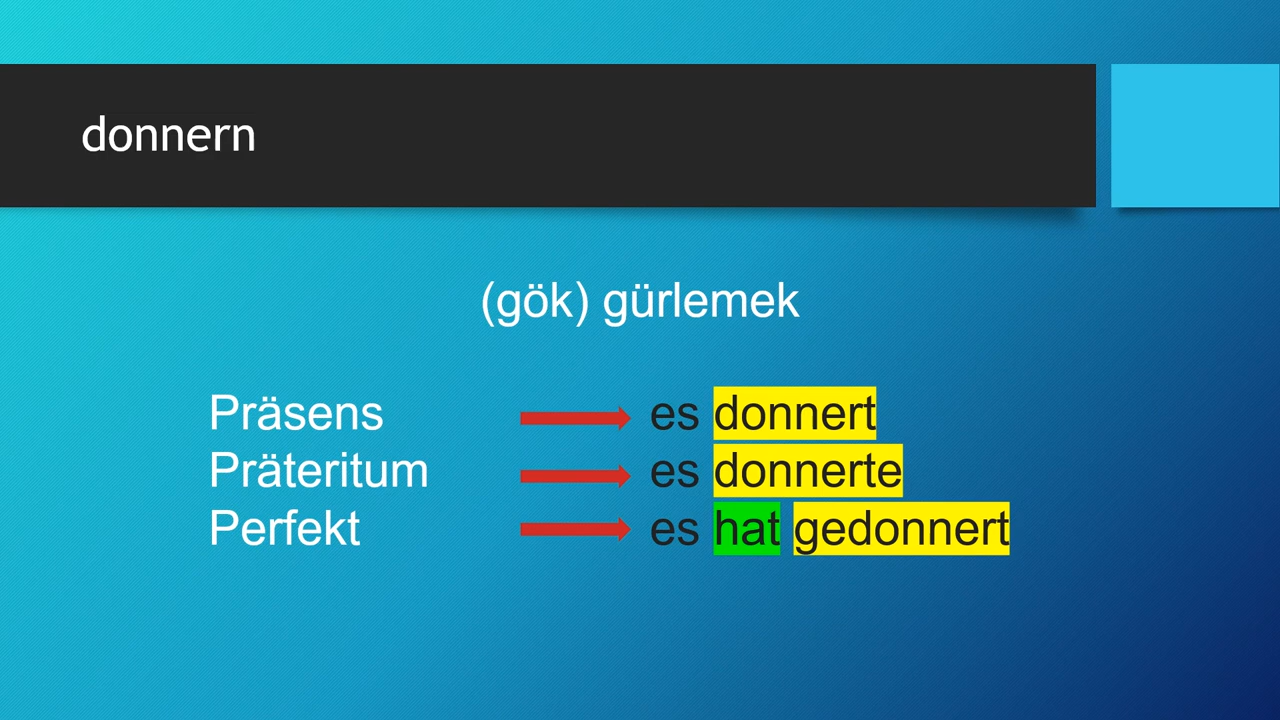 donnern
(gök) gürlemek
Präsens es donnert
Präteritum es donnerte
Perfekt es hat gedonnert